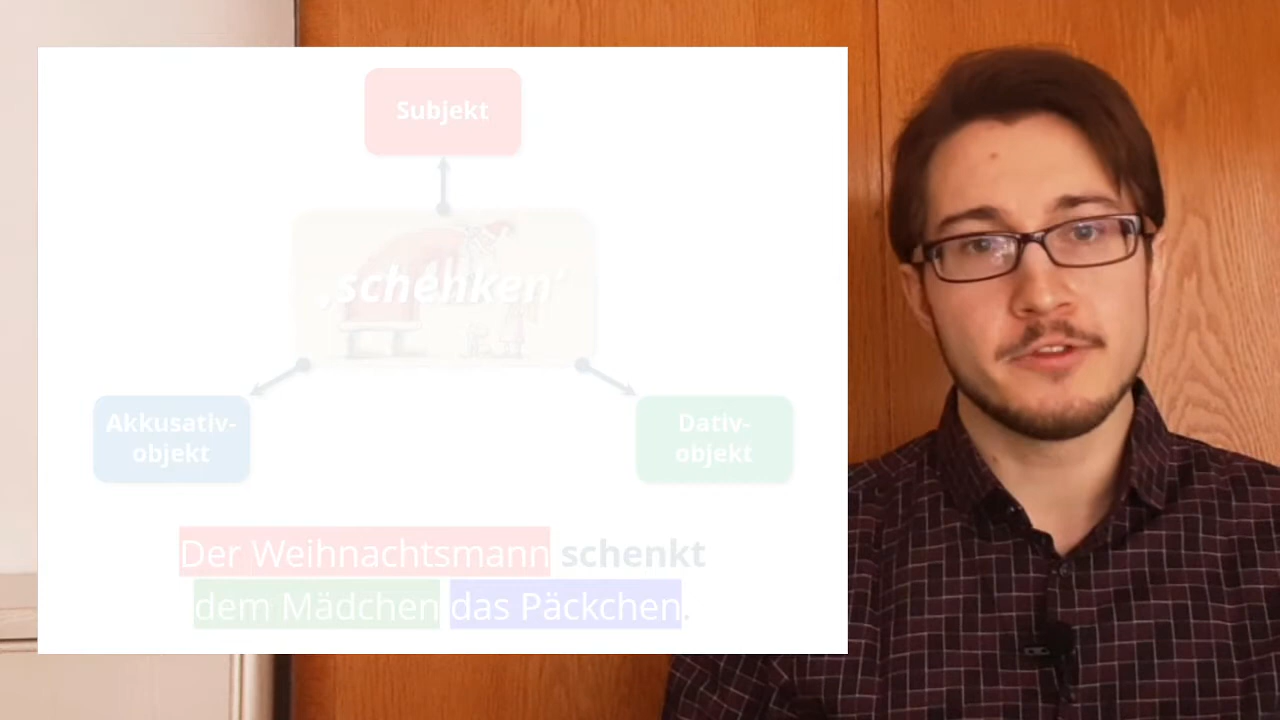 Subjekt
‚schenken‘
Akkusativ-
objekt
Dativ-
objekt
Der Weihnachtsmann schenkt
dem Mädchen das Päckchen.